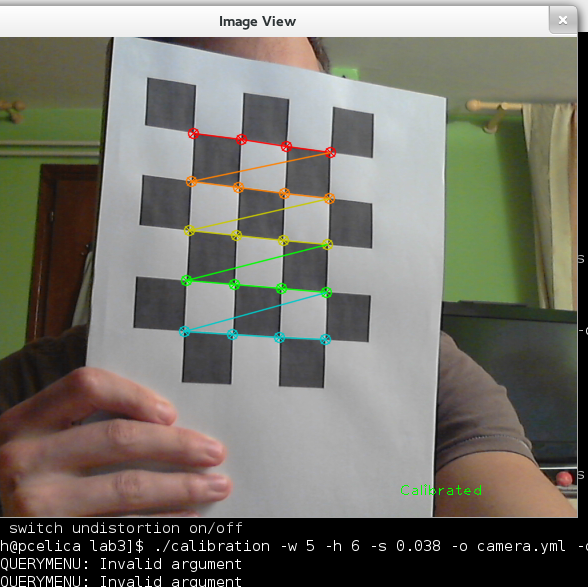 Image View
Calibrated
switch undistortion on/off
h@pcelica lab3]$ ./calibration -w 5 -h 6 -s 0.038 -o camera.yml -o
QUERYMENU: Invalid argument
QUERYMENU: Invalid argument